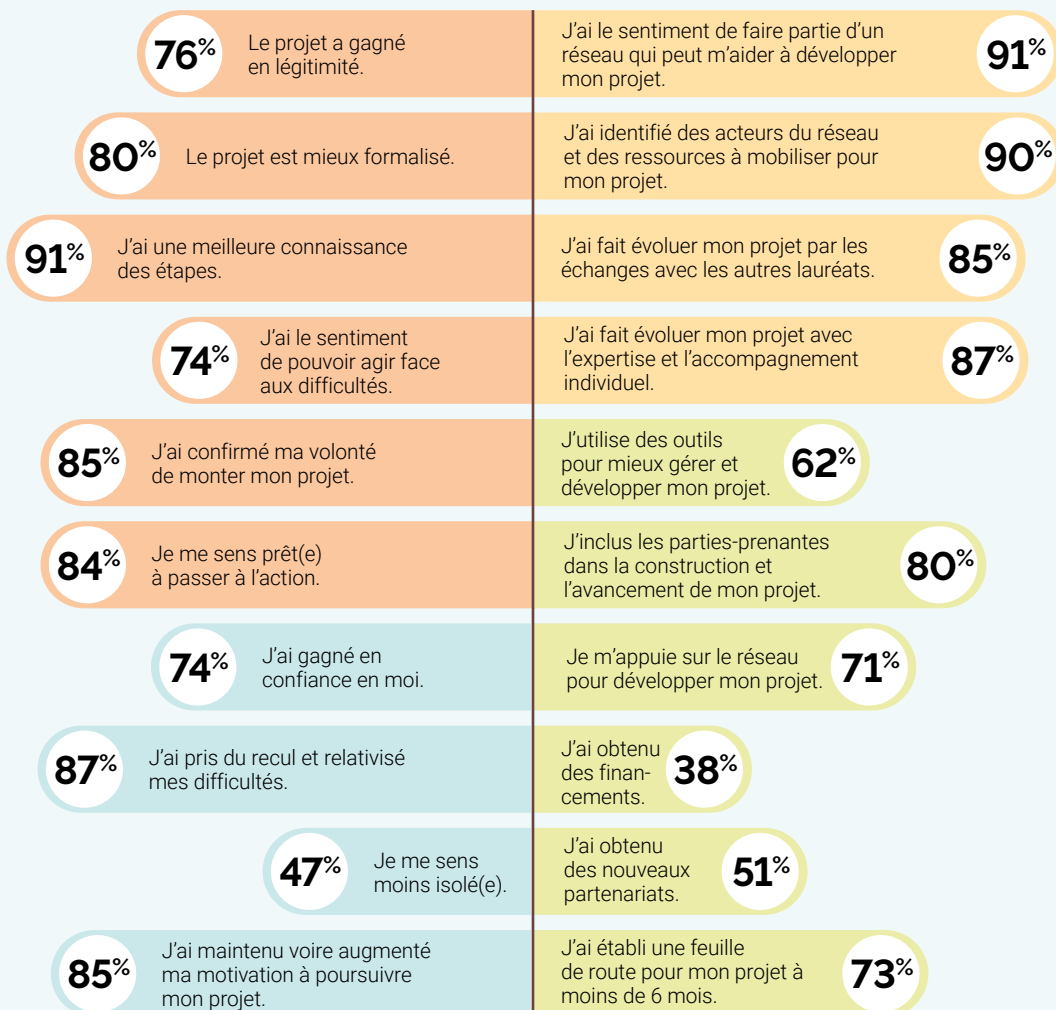 76%
Le projet a gagné
en légitimité.
80%
Le projet est mieux formalisé.
91%
J’ai une meilleure connaissance
des étapes.
74%
J’ai le sentiment
de pouvoir agir face
aux difficultés.
85%
J’ai confirmé ma volonté
de monter mon projet.
84%
Je me sens prêt(e)
à passer à l’action.
74%
J’ai gagné en
confiance en moi.
87%
J’ai pris du recul et relativisé
mes difficultés.
47%
Je me sens
moins isolé(e).
85%
J’ai maintenu voire augmenté
ma motivation à poursuivre
mon projet.
J’ai le sentiment de faire partie d’un
réseau qui peut m’aider à développer
mon projet.
91%
J’ai identifié des acteurs du réseau
et des ressources à mobiliser pour
mon projet.
90%
J’ai fait évoluer mon projet par les
échanges avec les autres lauréats.
85%
J’ai fait évoluer mon projet avec
l’expertise et l’accompagnement
individuel.
87%
J’utilise des outils
pour mieux gérer et
développer mon projet.
62%
J’inclus les parties-prenantes
dans la construction et
l’avancement de mon projet.
80%
Je m’appuie sur le réseau
pour développer mon projet.
71%
J’ai obtenu
des finan-
cements.
38%
J’ai obtenu
des nouveaux
partenariats.
51%
J’ai établi une feuille
de route pour mon projet à
moins de 6 mois.
73%